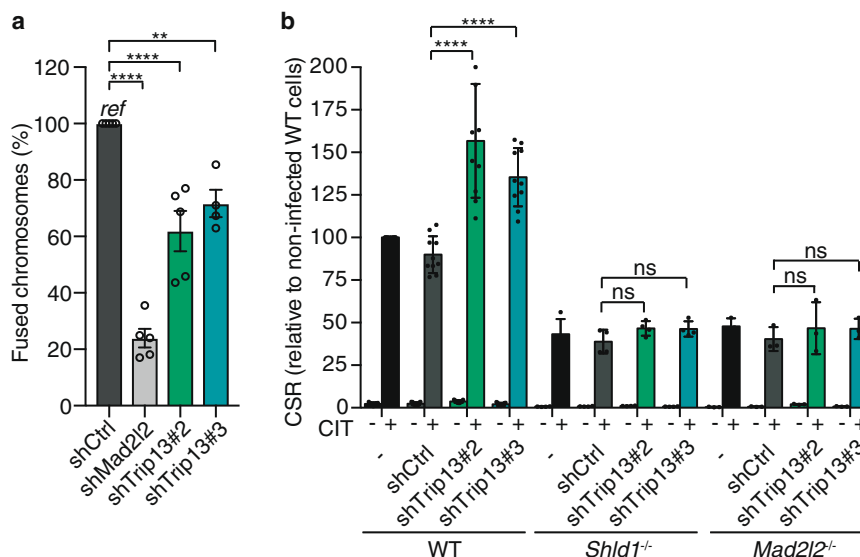 a
b
**
****
****
ref
Fused chromosomes (%)
120
100
80
60
40
20
0
shCtrl
shMad2l2
shTrip13#2
shTrip13#3
****
****
CSR (relative to non-infected WT cells)
200
175
150
125
100
75
50
25
0
ns
ns
ns
ns
CIT - + - + - + - + - + - + - + - + - + - + - + - +
- shCtrl shTrip13#2 shTrip13#3 - shCtrl shTrip13#2 shTrip13#3 - shCtrl shTrip13#2 shTrip13#3
WT Shld1-/- Mad2l2-/-